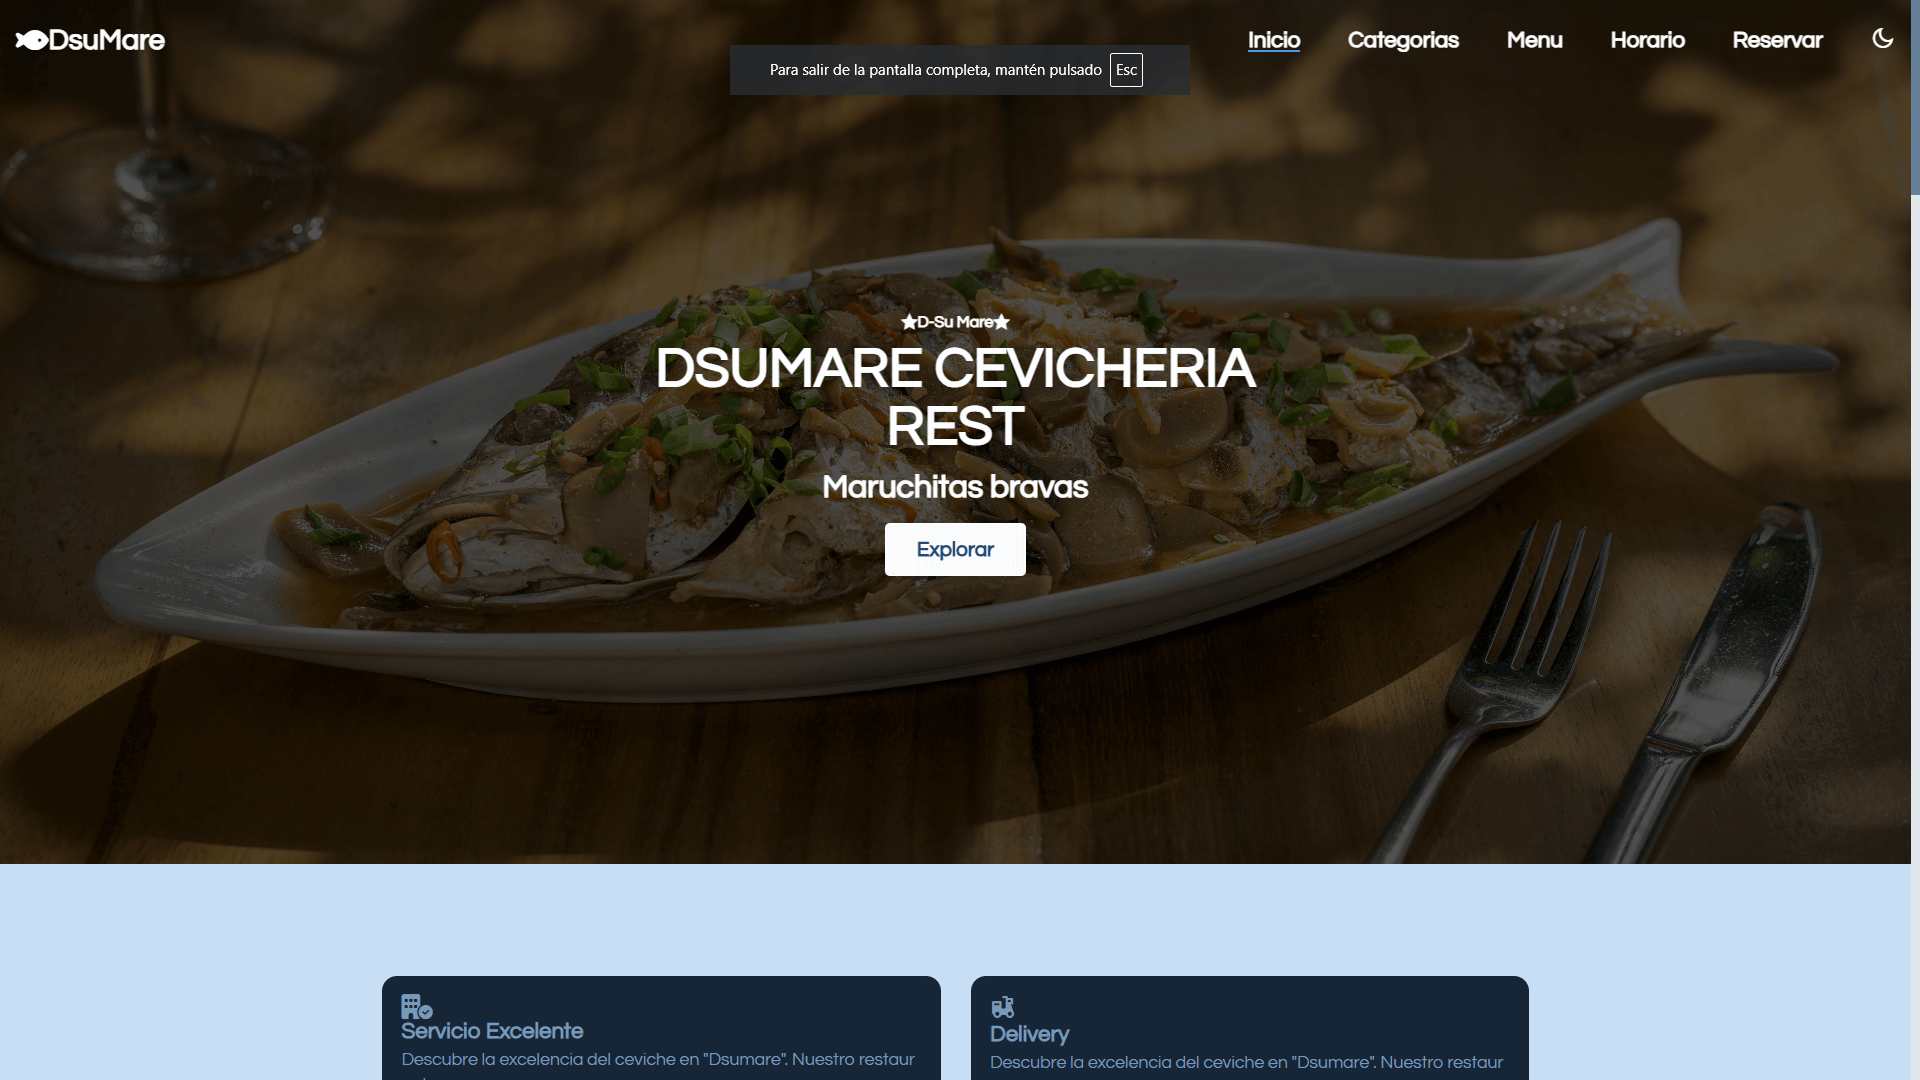 DsuMare
Inicio
Categorias
Menu
Horario
Reservar
Para salir de la pantalla completa, mantén pulsado Esc
D-Su Mare
DSUMARE CEVICHERIA
REST
Maruchitas bravas
Explorar
Servicio Excelente
Descubre la excelencia del ceviche en "Dsumare". Nuestro restaur
Delivery
Descubre la excelencia del ceviche en "Dsumare". Nuestro restaur